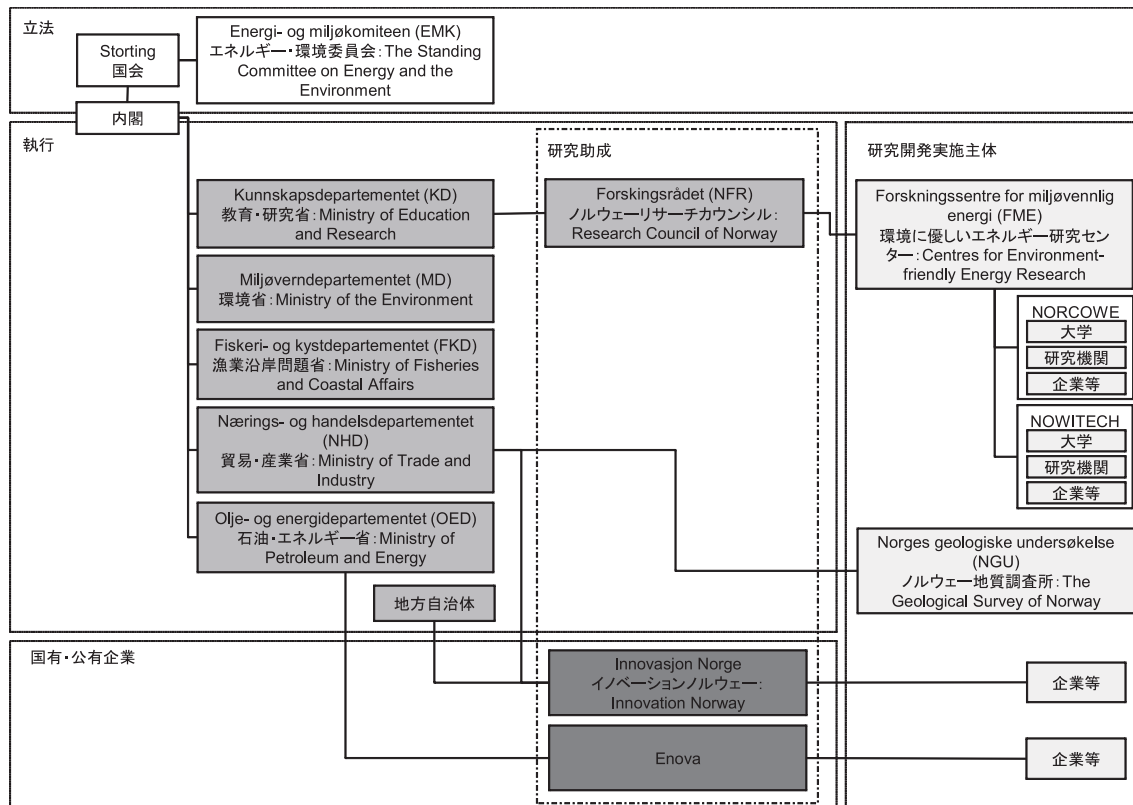 立法
Storting
国会
Energi- og miljøkomiteen (EMK)
エネルギー・環境委員会：The Standing
Committee on Energy and the
Environment
内閣
執行
研究助成
研究開発実施主体
Kunnskapsdepartementet (KD)
教育・研究省：Ministry of Education
and Research
Forskingsrådet (NFR)
ノルウェーリサーチカウンシル：
Research Council of Norway
Forskningssentre for miljøvennlig
energi (FME)
環境に優しいエネルギー研究セン
ター：Centres for Environment-
friendly Energy Research
Miljøverndepartementet (MD)
環境省：Ministry of the Environment
Fiskeri- og kystdepartementet (FKD)
漁業沿岸問題省：Ministry of Fisheries
and Coastal Affairs
NORCOWE
大学
研究機関
企業等
Nærings- og handelsdepartementet
(NHD)
貿易・産業省：Ministry of Trade and
Industry
NOWITECH
大学
研究機関
企業等
Olje- og energidepartementet (OED)
石油・エネルギー省：Ministry of
Petroleum and Energy
Norges geologiske undersøkelse
(NGU)
ノルウェー地質調査所：The
Geological Survey of Norway
地方自治体
国有・公有企業
Innovasjon Norge
イノベーションノルウェー：
Innovation Norway
企業等
Enova
企業等